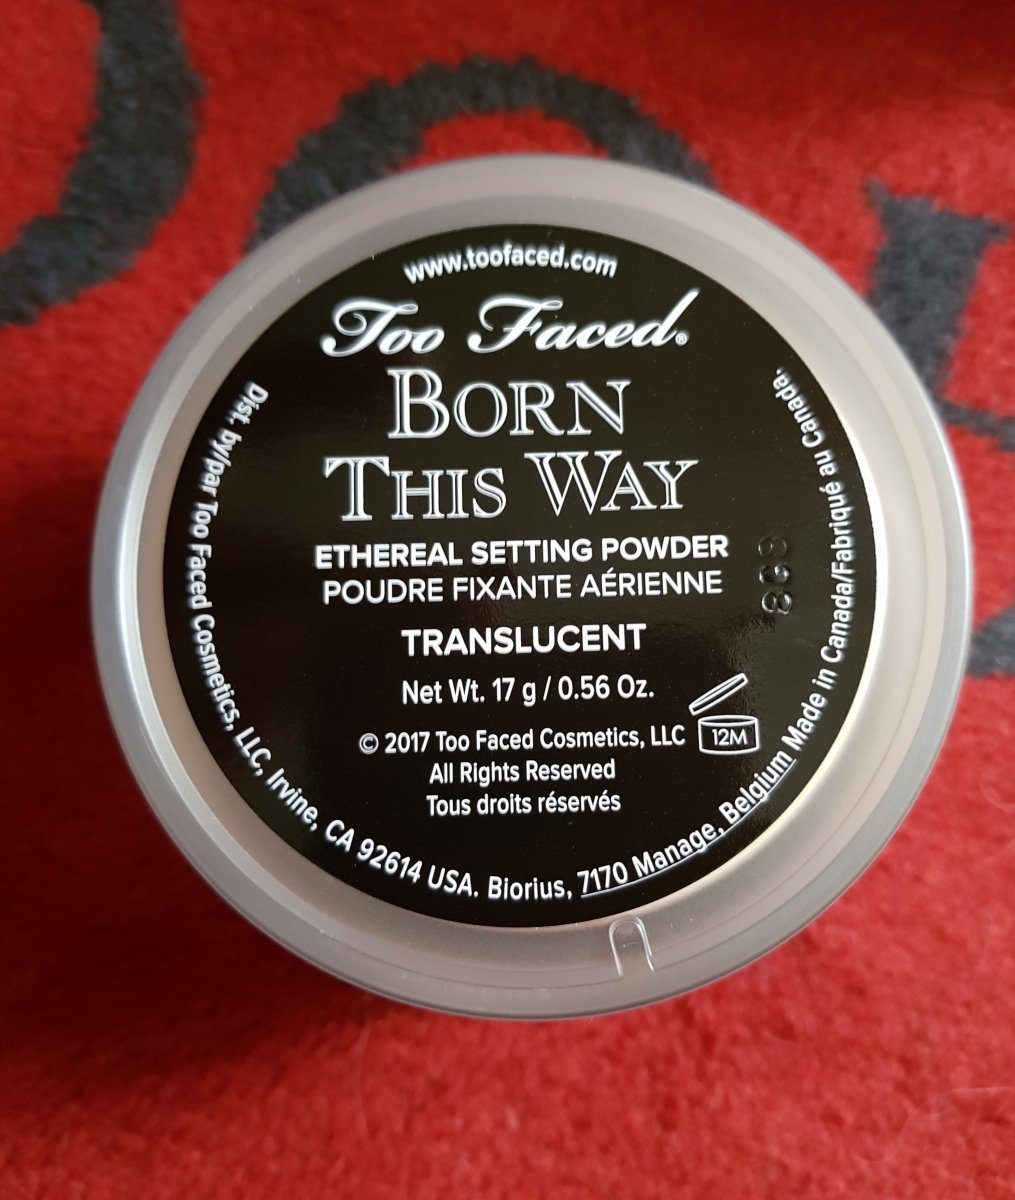 www.toofaced.com
Too Faced®
BORN
THIS WAY
ETHEREAL SETTING POWDER
POUDRE FIXANTE AÉRIENNE
TRANSLUCENT
Net Wt. 17 g / 0.56 Oz.
© 2017 Too Faced Cosmetics, LLC
12M
All Rights Reserved
Tous droits réservés
Dist. by/par Too Faced Cosmetics, LLC, Irvine, CA 92614 USA. Biorius, 7170 Manage, Belgium Made in Canada/Fabriqué au Canada.